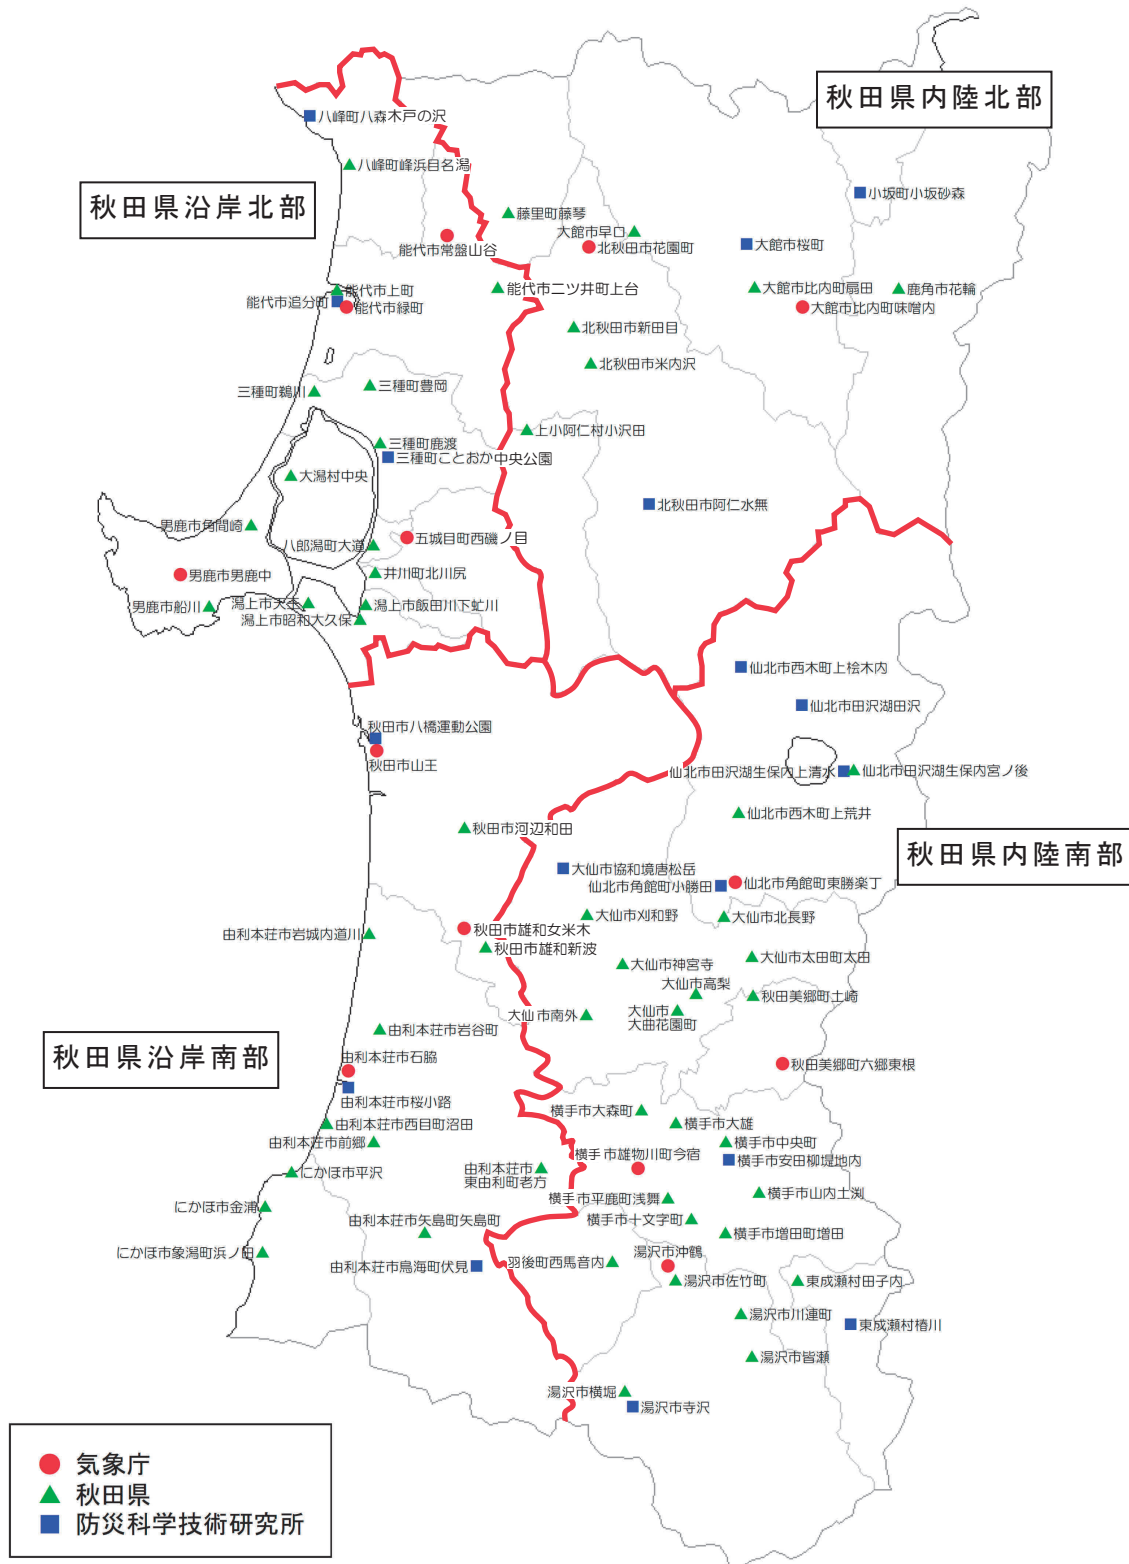 秋田県内陸北部
八峰町八森木戸の沢
八峰町峰浜目名潟
秋田県沿岸北部
小坂町小坂砂森
藤里町藤琴
大館市早口
能代市常盤山谷
北秋田市花園町
大館市桜町
能代市上町
能代市追分町
能代市緑町
能代市二ツ井町上台
大館市比内町扇田
鹿角市花輪
大館市比内町味噌内
北秋田市新田目
北秋田市米内沢
三種町鵜川
三種町豊岡
上小阿仁村小沢田
三種町鹿渡
三種町ことおか中央公園
大潟村中央
北秋田市阿仁水無
男鹿市角間崎
五城目町西磯ノ目
八郎潟町大道
男鹿市男鹿中
井川町北川尻
男鹿市船川
潟上市天王
潟上市飯田川下虻川
潟上市昭和大久保
仙北市西木町上桧木内
仙北市田沢湖田沢
秋田市八橋運動公園
秋田市山王
仙北市田沢湖生保内上清水
仙北市田沢湖生保内宮ノ後
仙北市西木町上荒井
秋田市河辺和田
秋田県内陸南部
大仙市協和境唐松岳
仙北市角館町小勝田
仙北市角館町東勝楽丁
大仙市刈和野
大仙市北長野
由利本荘市岩城内道川
秋田市雄和女米木
秋田市雄和新波
大仙市神宮寺
大仙市太田町太田
大仙市高梨
秋田美郷町土崎
大仙市南外
大仙市
大曲花園町
由利本荘市岩谷町
秋田県沿岸南部
由利本荘市石脇
秋田美郷町六郷東根
由利本荘市桜小路
横手市大森町
由利本荘市西目町沼田
横手市大雄
由利本荘市前郷
横手市中央町
横手市雄物川町今宿
横手市安田柳堤地内
にかほ市平沢
由利本荘市
東由利町老方
横手市平鹿町浅舞
横手市山内土渕
にかほ市金浦
由利本荘市矢島町矢島町
横手市十文字町
横手市増田町増田
にかほ市象潟町浜ノ田
由利本荘市鳥海町伏見
羽後町西馬音内
湯沢市沖鶴
湯沢市佐竹町
東成瀬村田子内
湯沢市川連町
東成瀬村椿川
湯沢市皆瀬
湯沢市横堀
湯沢市寺沢
気象庁
秋田県
防災科学技術研究所